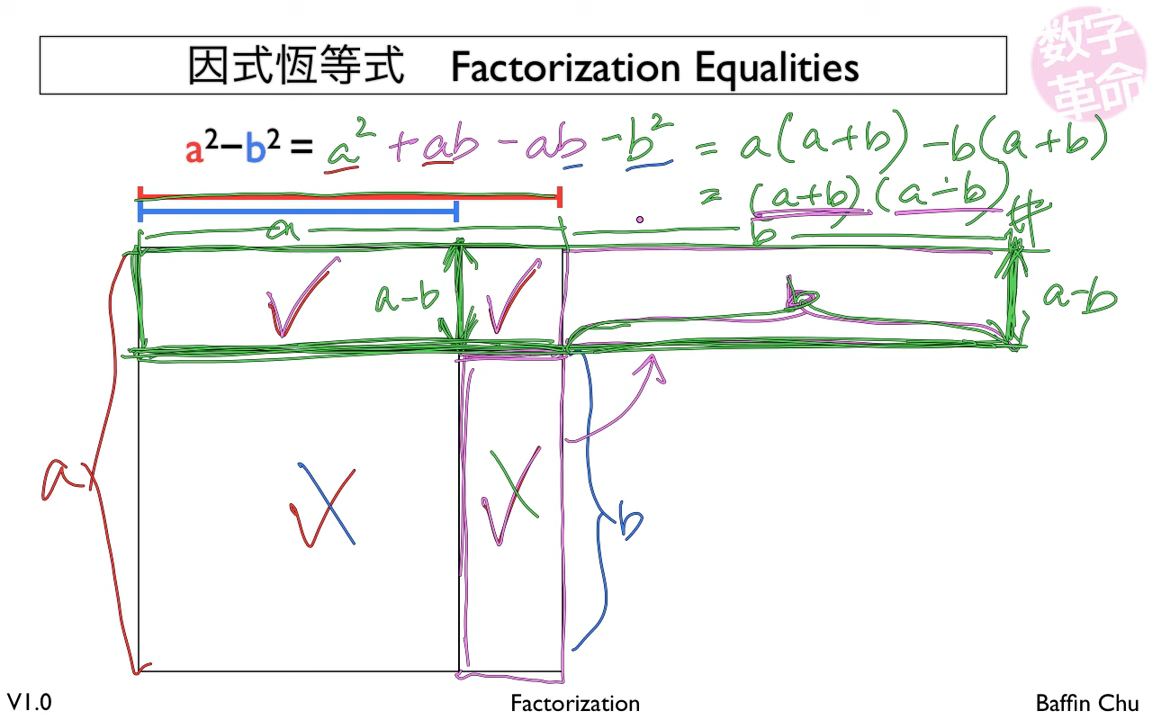 数字
革命
因式恆等式 Factorization Equalities
a²−b² = a² + ab − ab − b² = a(a+b) − b(a+b)
= (a+b)(a−b) #
a b
a−b b a−b
a b
V1.0 Factorization Baffin Chu